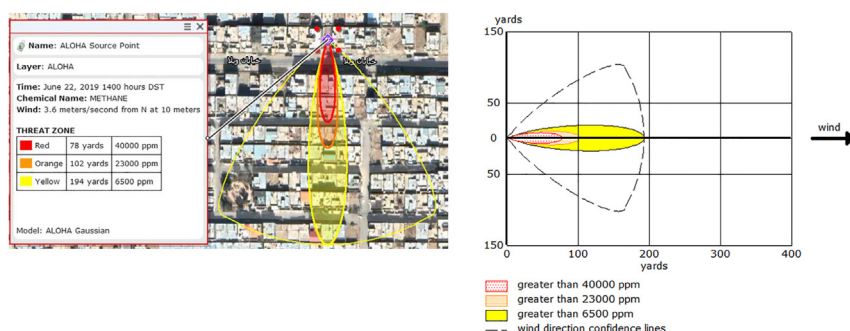 Name: ALOHA Source Point
Layer: ALOHA
Time: June 22, 2019 1400 hours DST
Chemical Name: METHANE
Wind: 3.6 meters/second from N at 10 meters
THREAT ZONE
Red 78 yards 40000 ppm
Orange 102 yards 23000 ppm
Yellow 194 yards 6500 ppm
Model: ALOHA Gaussian
yards
150
50
0
50
150
0 100 200 300 400
yards
wind
greater than 40000 ppm
greater than 23000 ppm
greater than 6500 ppm
wind direction confidence lines